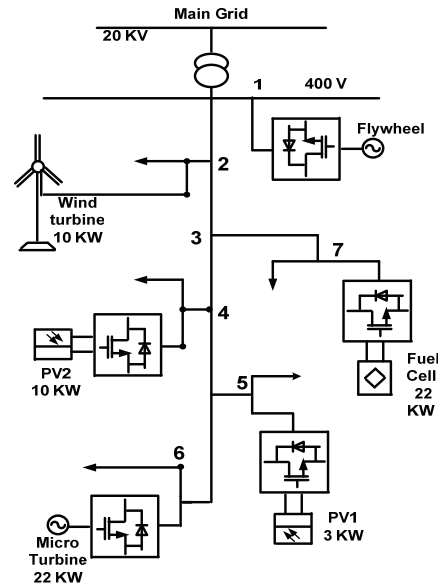 Main Grid
20 KV
1
400 V
Flywheel
2
Wind
turbine
10 KW
3
7
4
PV2
10 KW
Fuel
Cell
22
KW
5
6
PV1
3 KW
Micro
Turbine
22 KW